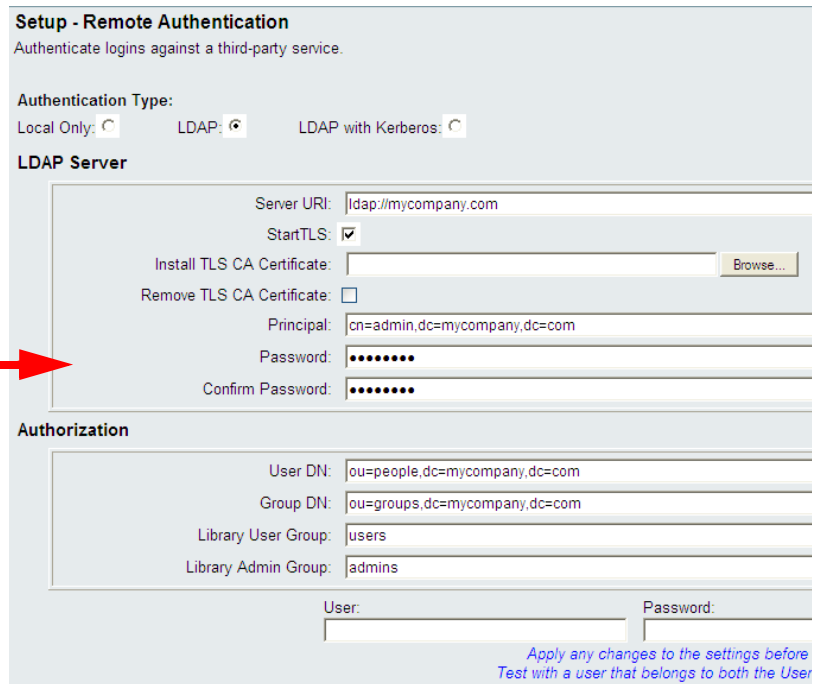 Setup - Remote Authentication
Authenticate logins against a third-party service.
Authentication Type:
Local Only: LDAP: LDAP with Kerberos:
LDAP Server
Server URI: ldap://mycompany.com
StartTLS:
Install TLS CA Certificate: Browse...
Remove TLS CA Certificate:
Principal: cn=admin,dc=mycompany,dc=com
Password: ••••••••
Confirm Password: ••••••••
Authorization
User DN: ou=people,dc=mycompany,dc=com
Group DN: ou=groups,dc=mycompany,dc=com
Library User Group: users
Library Admin Group: admins
User: Password:
Apply any changes to the settings before
Test with a user that belongs to both the User